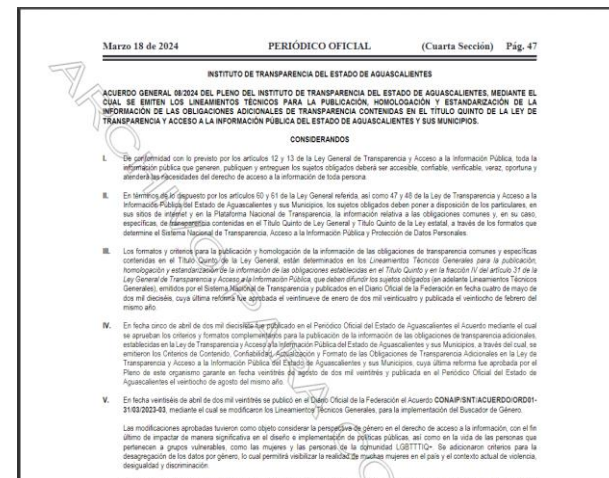 Marzo 18 de 2024 PERIÓDICO OFICIAL (Cuarta Sección) Pág. 47
INSTITUTO DE TRANSPARENCIA DEL ESTADO DE AGUASCALIENTES
ACUERDO GENERAL 08/2024 DEL PLENO DEL INSTITUTO DE TRANSPARENCIA DEL ESTADO DE AGUASCALIENTES, MEDIANTE EL
CUAL SE EMITEN LOS LINEAMIENTOS TÉCNICOS PARA LA PUBLICACIÓN, HOMOLOGACIÓN Y ESTANDARIZACIÓN DE LA
INFORMACIÓN DE LAS OBLIGACIONES ADICIONALES DE TRANSPARENCIA CONTENIDAS EN EL TÍTULO QUINTO DE LA LEY DE
TRANSPARENCIA Y ACCESO A LA INFORMACIÓN PÚBLICA DEL ESTADO DE AGUASCALIENTES Y SUS MUNICIPIOS.
CONSIDERANDOS
I. De conformidad con lo previsto por los artículos 12 y 13 de la Ley General de Transparencia y Acceso a la Información Pública, toda la
información pública que generen, publiquen y entreguen los sujetos obligados deberá ser accesible, confiable, verificable, veraz, oportuna y
atenderá las necesidades del derecho de acceso a la información de toda persona.
II. En términos de lo dispuesto por los artículos 60 y 61 de la Ley General referida, así como 47 y 48 de la Ley de Transparencia y Acceso a la
Información Pública del Estado de Aguascalientes y sus Municipios, los sujetos obligados deben poner a disposición de los particulares, en
sus sitios de internet y en la Plataforma Nacional de Transparencia, la información relativa a las obligaciones comunes y, en su caso,
específicas, de transparencia contenidas en el Título Quinto de Ley General y Título Quinto de la Ley estatal, a través de los formatos que
determine el Sistema Nacional de Transparencia, Acceso a la Información Pública y Protección de Datos Personales.
III. Los formatos y criterios para la publicación y homologación de la información de las obligaciones de transparencia comunes y específicas
contenidas en el Título Quinto de la Ley General, están determinados en los Lineamientos Técnicos Generales para la publicación,
homologación y estandarización de la información de las obligaciones establecidas en el Título Quinto y en la fracción IV del artículo 31 de la
Ley General de Transparencia y Acceso a la Información Pública, que deben difundir los sujetos obligados (en adelante Lineamientos Técnicos
Generales), emitidos por el Sistema Nacional de Transparencia y publicados en el Diario Oficial de la Federación en fecha cuatro de mayo de
dos mil dieciséis, cuya última reforma fue aprobada el veintinueve de enero de dos mil veinticuatro y publicada el veintiocho de febrero del
mismo año.
IV. En fecha cinco de abril de dos mil dieciséis fue publicado en el Periódico Oficial del Estado de Aguascalientes el Acuerdo mediante el cual
se aprueban los criterios y formatos complementarios para la publicación de la información de las obligaciones de transparencia adicionales,
establecidas en la Ley de Transparencia y Acceso a la Información Pública del Estado de Aguascalientes y sus Municipios, a través del cual, se
emitieron los Criterios de Contenido, Confiabilidad, Actualización y Formato de las Obligaciones de Transparencia Adicionales en la Ley de
Transparencia y Acceso a la Información Pública del Estado de Aguascalientes y sus Municipios, cuya última reforma fue aprobada por el
Pleno de este organismo garante en fecha veintitrés de agosto de dos mil veintitrés y publicada en el Periódico Oficial del Estado de
Aguascalientes el veintiocho de agosto del mismo año.
V. En fecha veintiséis de abril de dos mil veintitrés se publicó en el Diario Oficial de la Federación el Acuerdo CONAIP/SNT/ACUERDO/ORD01-
31/03/2023-03, mediante el cual se modificaron los Lineamientos Técnicos Generales, para la implementación del Buscador de Género.
Las modificaciones aprobadas tuvieron como objeto considerar la perspectiva de género en el derecho de acceso a la información, con el fin
último de impactar de manera significativa en el diseño e implementación de políticas públicas, así como en la vida de las personas que
pertenecen a grupos vulnerables, como las mujeres y las personas de la comunidad LGBTTTIQ+. Se adicionaron criterios para la
desagregación de los datos por género, lo cual permitirá visibilizar la realidad de muchas mujeres en el país y el contexto actual de violencia,
desigualdad y discriminación.